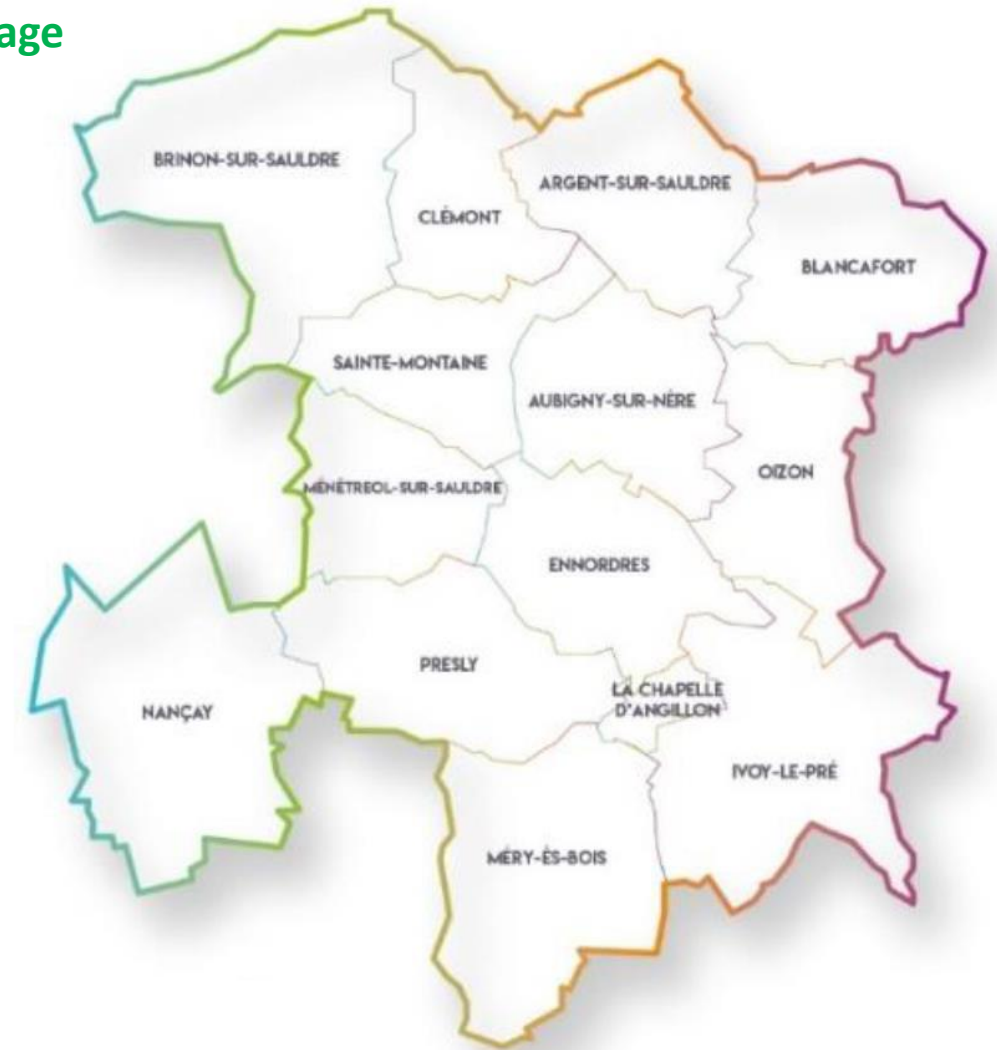 age
BRINON-SUR-SAULDRE
ARGENT-SUR-SAULDRE
CLÉMONT
BLANCAFORT
SAINTE-MONTAINE
AUBIGNY-SUR-NÈRE
OIZON
MÉNÉTREOL-SUR-SAULDRE
ENNORDRES
PRESLY
LA CHAPELLE
D'ANGILLON
NANÇAY
IVOY-LE-PRÉ
MÉRY-ÈS-BOIS